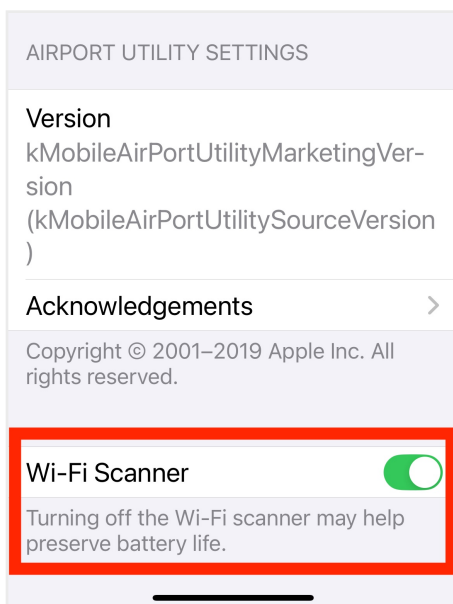 AIRPORT UTILITY SETTINGS
Version
kMobileAirPortUtilityMarketingVer-
sion
(kMobileAirPortUtilitySourceVersion
)
Acknowledgements
Copyright © 2001–2019 Apple Inc. All
rights reserved.
Wi-Fi Scanner
Turning off the Wi-Fi scanner may help
preserve battery life.